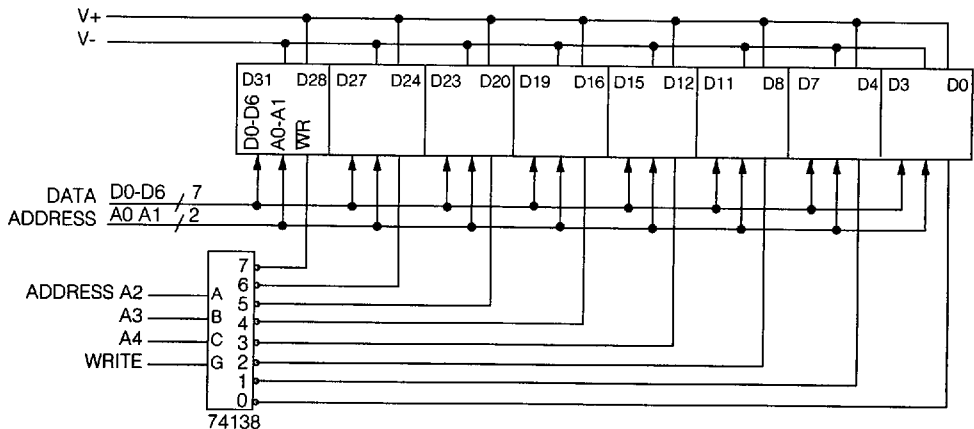 V+
V-
D31 D28 D27 D24 D23 D20 D19 D16 D15 D12 D11 D8 D7 D4 D3 D0
D0-D6
A0-A1
WR
DATA D0-D6 7
ADDRESS A0 A1 2
7
6
ADDRESS A2 A 5
A3 B 4
A4 C 3
WRITE G 2
1
0
74138